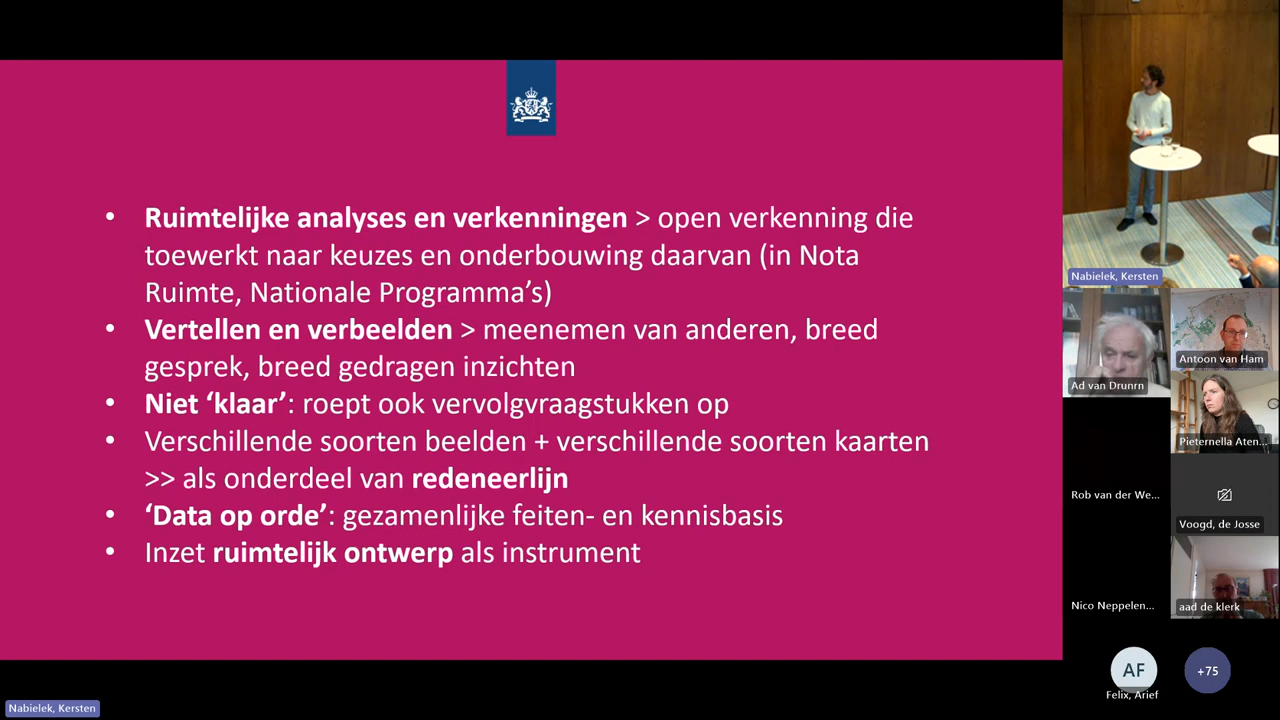 • Ruimtelijke analyses en verkenningen > open verkenning die
toewerkt naar keuzes en onderbouwing daarvan (in Nota
Ruimte, Nationale Programma’s)
• Vertellen en verbeelden > meenemen van anderen, breed
gesprek, breed gedragen inzichten
• Niet ‘klaar’: roept ook vervolgvraagstukken op
• Verschillende soorten beelden + verschillende soorten kaarten
>> als onderdeel van redeneerlijn
• ‘Data op orde’: gezamenlijke feiten- en kennisbasis
• Inzet ruimtelijk ontwerp als instrument
Nabielek, Kersten
Nabielek, Kersten
Ad van Drunrn
Antoon van Ham
Pieternella Aten...
Rob van der We...
Voogd, de Josse
Nico Neppelen...
aad de klerk
AF
Felix, Arief
+75